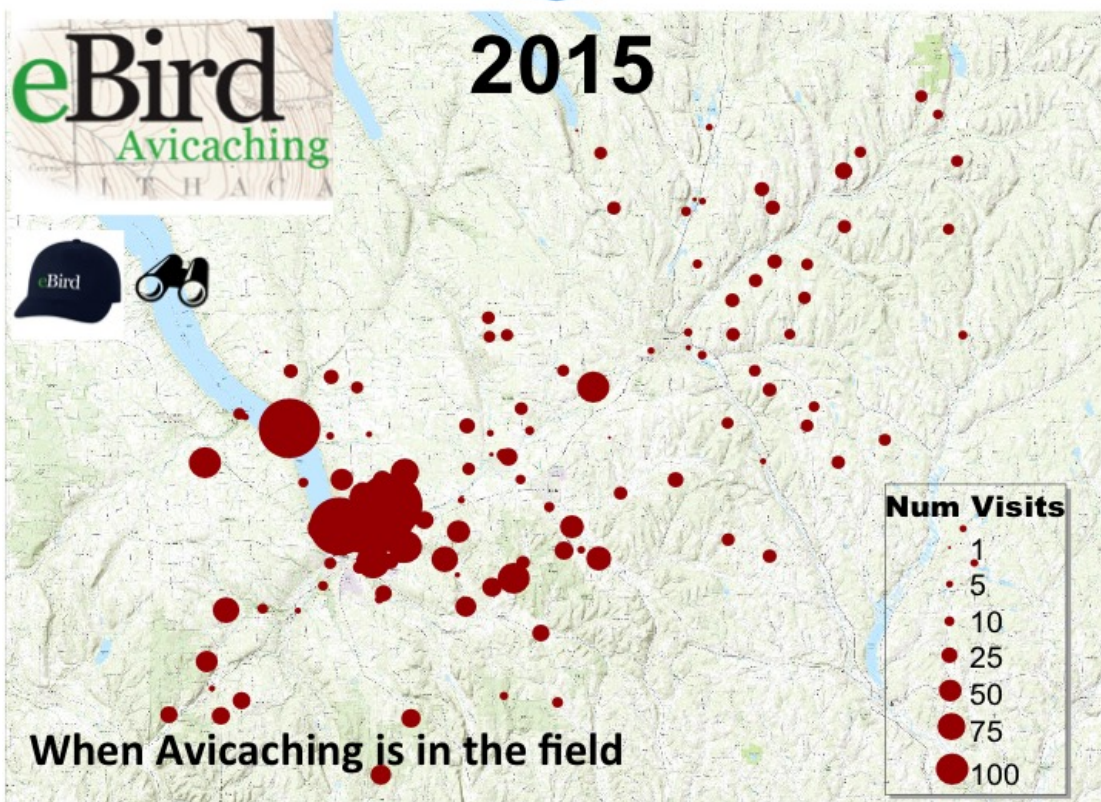 eBird
Avicaching
ITHACA
2015
eBird
Num Visits
1
5
10
25
50
75
100
When Avicaching is in the field